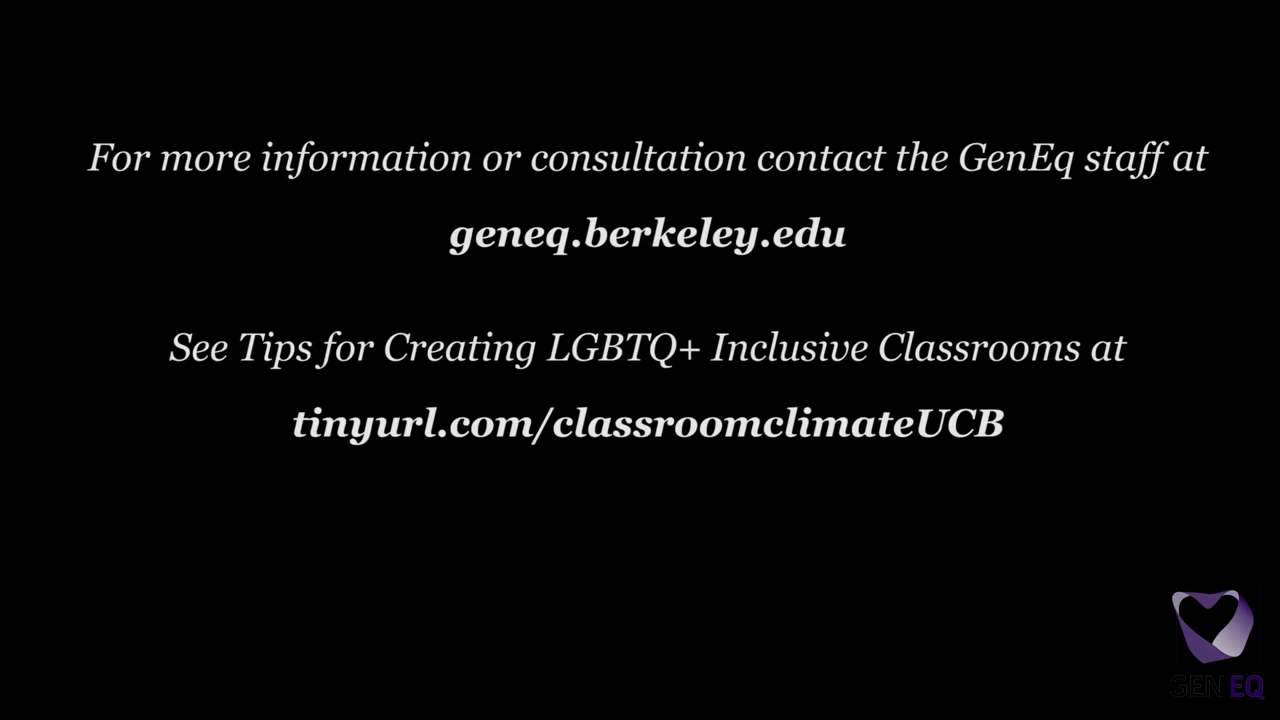 For more information or consultation contact the GenEq staff at
geneq.berkeley.edu
See Tips for Creating LGBTQ+ Inclusive Classrooms at
tinyurl.com/classroomclimateUCB
GEN EQ